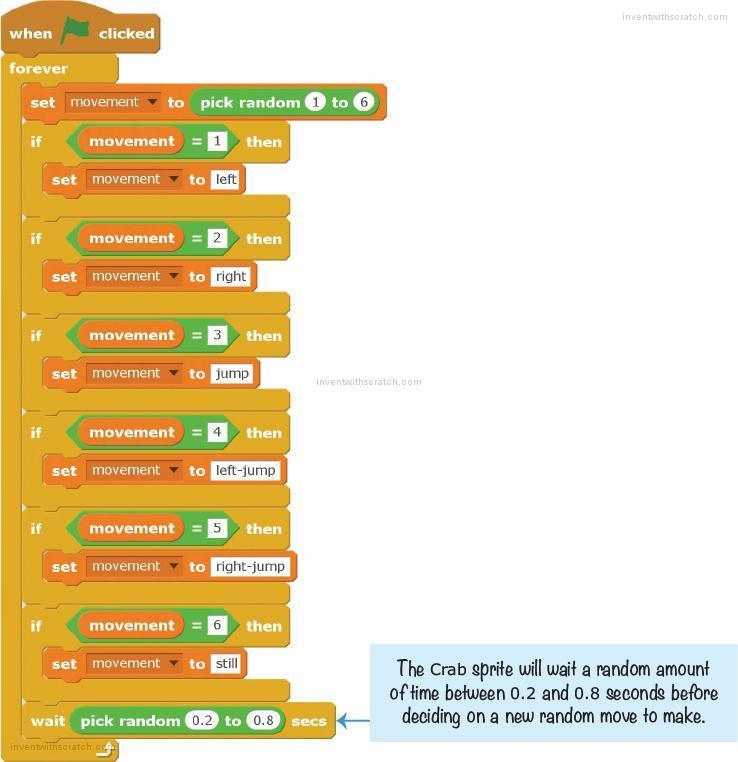 inventwithscratch.com
when clicked
forever
set movement to pick random 1 to 6
if movement = 1 then
set movement to left
if movement = 2 then
set movement to right
if movement = 3 then
set movement to jump
inventwithscratch.com
if movement = 4 then
set movement to left-jump
if movement = 5 then
set movement to right-jump
if movement = 6 then
set movement to still
The Crab sprite will wait a random amount
of time between 0.2 and 0.8 seconds before
deciding on a new random move to make.
wait pick random 0.2 to 0.8 secs
inventwithscratch.com